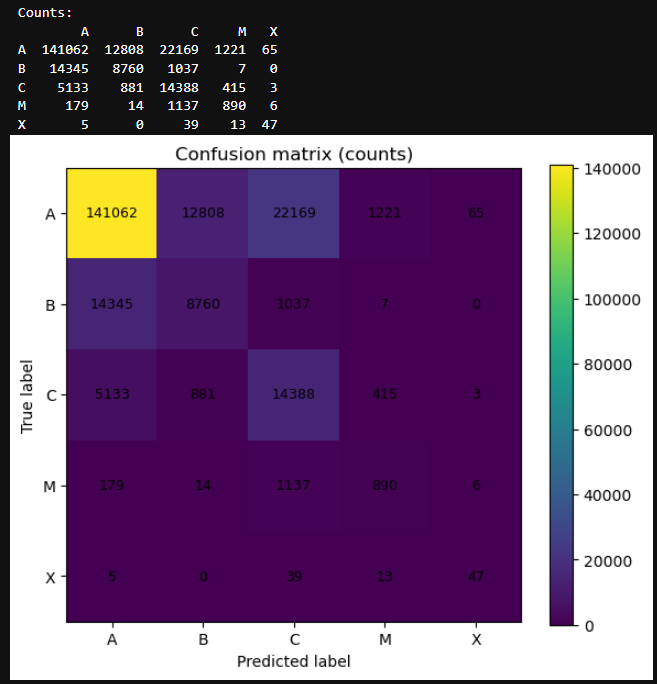 Counts:
A B C M X
A 141062 12808 22169 1221 65
B 14345 8760 1037 7 0
C 5133 881 14388 415 3
M 179 14 1137 890 6
X 5 0 39 13 47
Confusion matrix (counts)
A 141062 12808 22169 1221 65
B 14345 8760 1037 7 0
C 5133 881 14388 415 3
M 179 14 1137 890 6
X 5 0 39 13 47
A B C M X
Predicted label
True label
140000
120000
100000
80000
60000
40000
20000
0